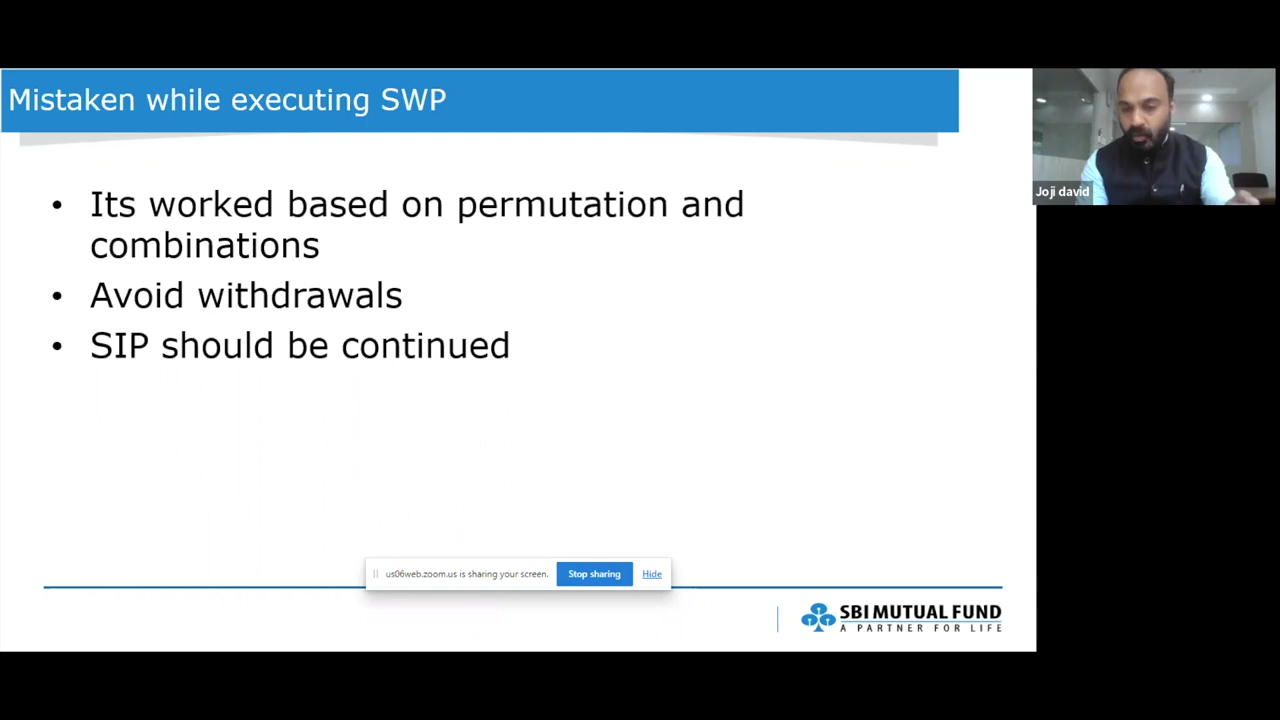 Mistaken while executing SWP
• Its worked based on permutation and
combinations
• Avoid withdrawals
• SIP should be continued
Joji david
us06web.zoom.us is sharing your screen. Stop sharing Hide
SBI MUTUAL FUND
A PARTNER FOR LIFE